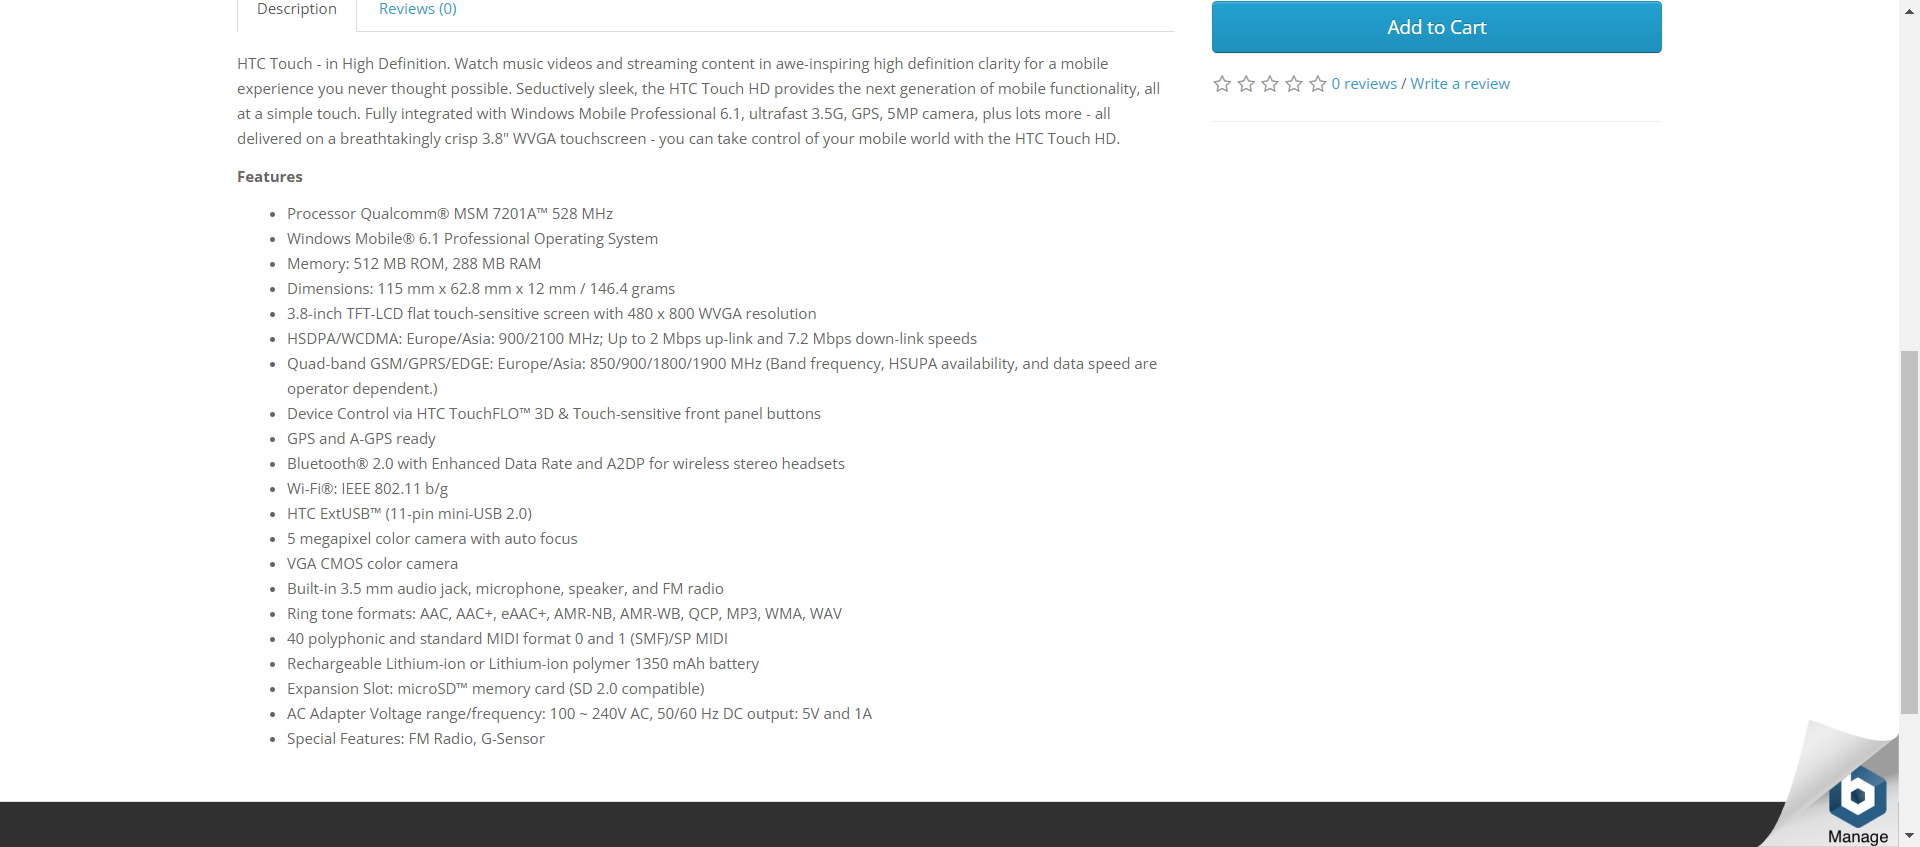 Description
Reviews (0)
Add to Cart
HTC Touch - in High Definition. Watch music videos and streaming content in awe-inspiring high definition clarity for a mobile
experience you never thought possible. Seductively sleek, the HTC Touch HD provides the next generation of mobile functionality, all
at a simple touch. Fully integrated with Windows Mobile Professional 6.1, ultrafast 3.5G, GPS, 5MP camera, plus lots more - all
delivered on a breathtakingly crisp 3.8" WVGA touchscreen - you can take control of your mobile world with the HTC Touch HD.
0 reviews / Write a review
Features
• Processor Qualcomm® MSM 7201A™ 528 MHz
• Windows Mobile® 6.1 Professional Operating System
• Memory: 512 MB ROM, 288 MB RAM
• Dimensions: 115 mm x 62.8 mm x 12 mm / 146.4 grams
• 3.8-inch TFT-LCD flat touch-sensitive screen with 480 x 800 WVGA resolution
• HSDPA/WCDMA: Europe/Asia: 900/2100 MHz; Up to 2 Mbps up-link and 7.2 Mbps down-link speeds
• Quad-band GSM/GPRS/EDGE: Europe/Asia: 850/900/1800/1900 MHz (Band frequency, HSUPA availability, and data speed are
operator dependent.)
• Device Control via HTC TouchFLO™ 3D & Touch-sensitive front panel buttons
• GPS and A-GPS ready
• Bluetooth® 2.0 with Enhanced Data Rate and A2DP for wireless stereo headsets
• Wi-Fi®: IEEE 802.11 b/g
• HTC ExtUSB™ (11-pin mini-USB 2.0)
• 5 megapixel color camera with auto focus
• VGA CMOS color camera
• Built-in 3.5 mm audio jack, microphone, speaker, and FM radio
• Ring tone formats: AAC, AAC+, eAAC+, AMR-NB, AMR-WB, QCP, MP3, WMA, WAV
• 40 polyphonic and standard MIDI format 0 and 1 (SMF)/SP MIDI
• Rechargeable Lithium-ion or Lithium-ion polymer 1350 mAh battery
• Expansion Slot: microSD™ memory card (SD 2.0 compatible)
• AC Adapter Voltage range/frequency: 100 ~ 240V AC, 50/60 Hz DC output: 5V and 1A
• Special Features: FM Radio, G-Sensor
b
Manage